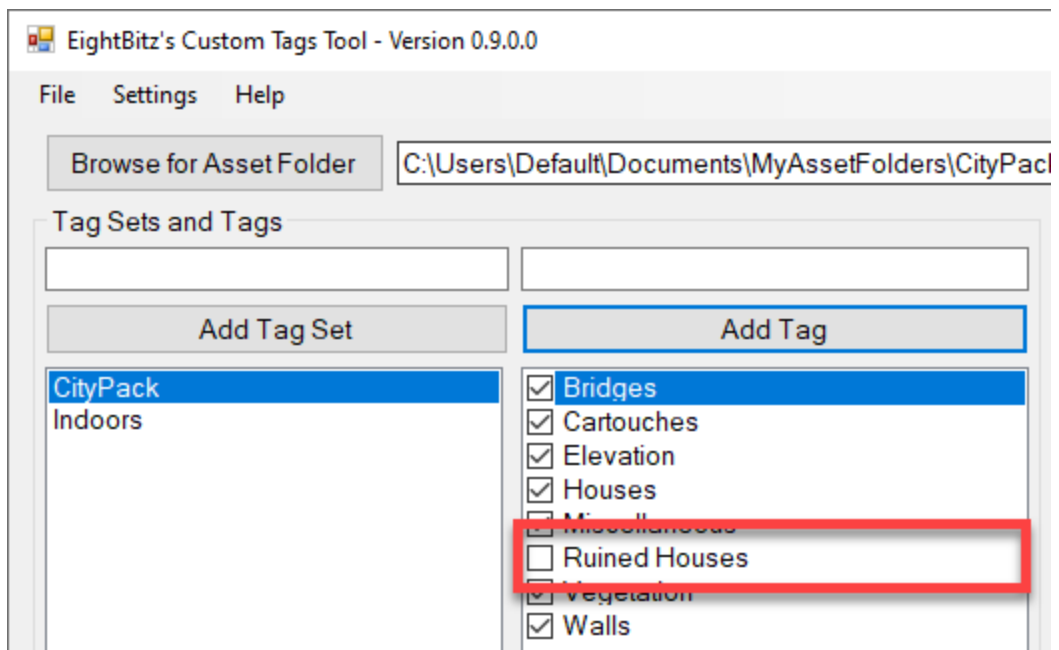 EightBitz's Custom Tags Tool - Version 0.9.0.0
File Settings Help
Browse for Asset Folder C:\Users\Default\Documents\MyAssetFolders\CityPack
Tag Sets and Tags
Add Tag Set Add Tag
CityPack
Indoors
Bridges
Cartouches
Elevation
Houses
Miscellaneous
Ruined Houses
Vegetation
Walls